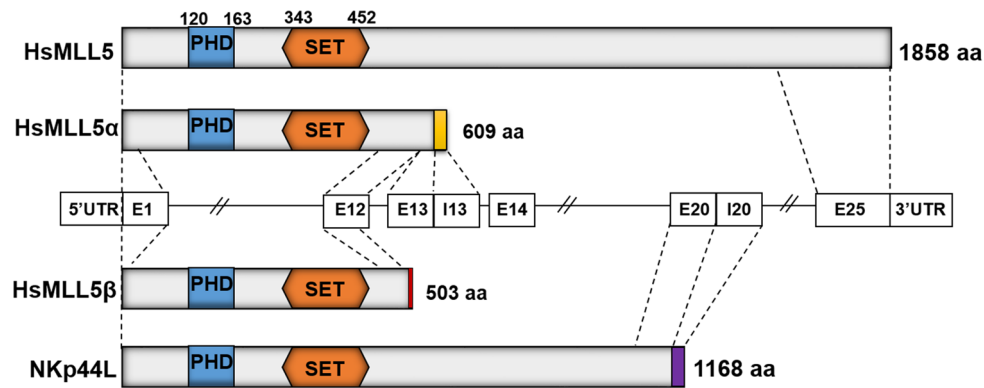 120 163 343 452
HsMLL5 PHD SET 1858 aa
HsMLL5α PHD SET 609 aa
5’UTR E1 E12 E13 I13 E14 E20 I20 E25 3’UTR
HsMLL5β PHD SET 503 aa
NKp44L PHD SET 1168 aa